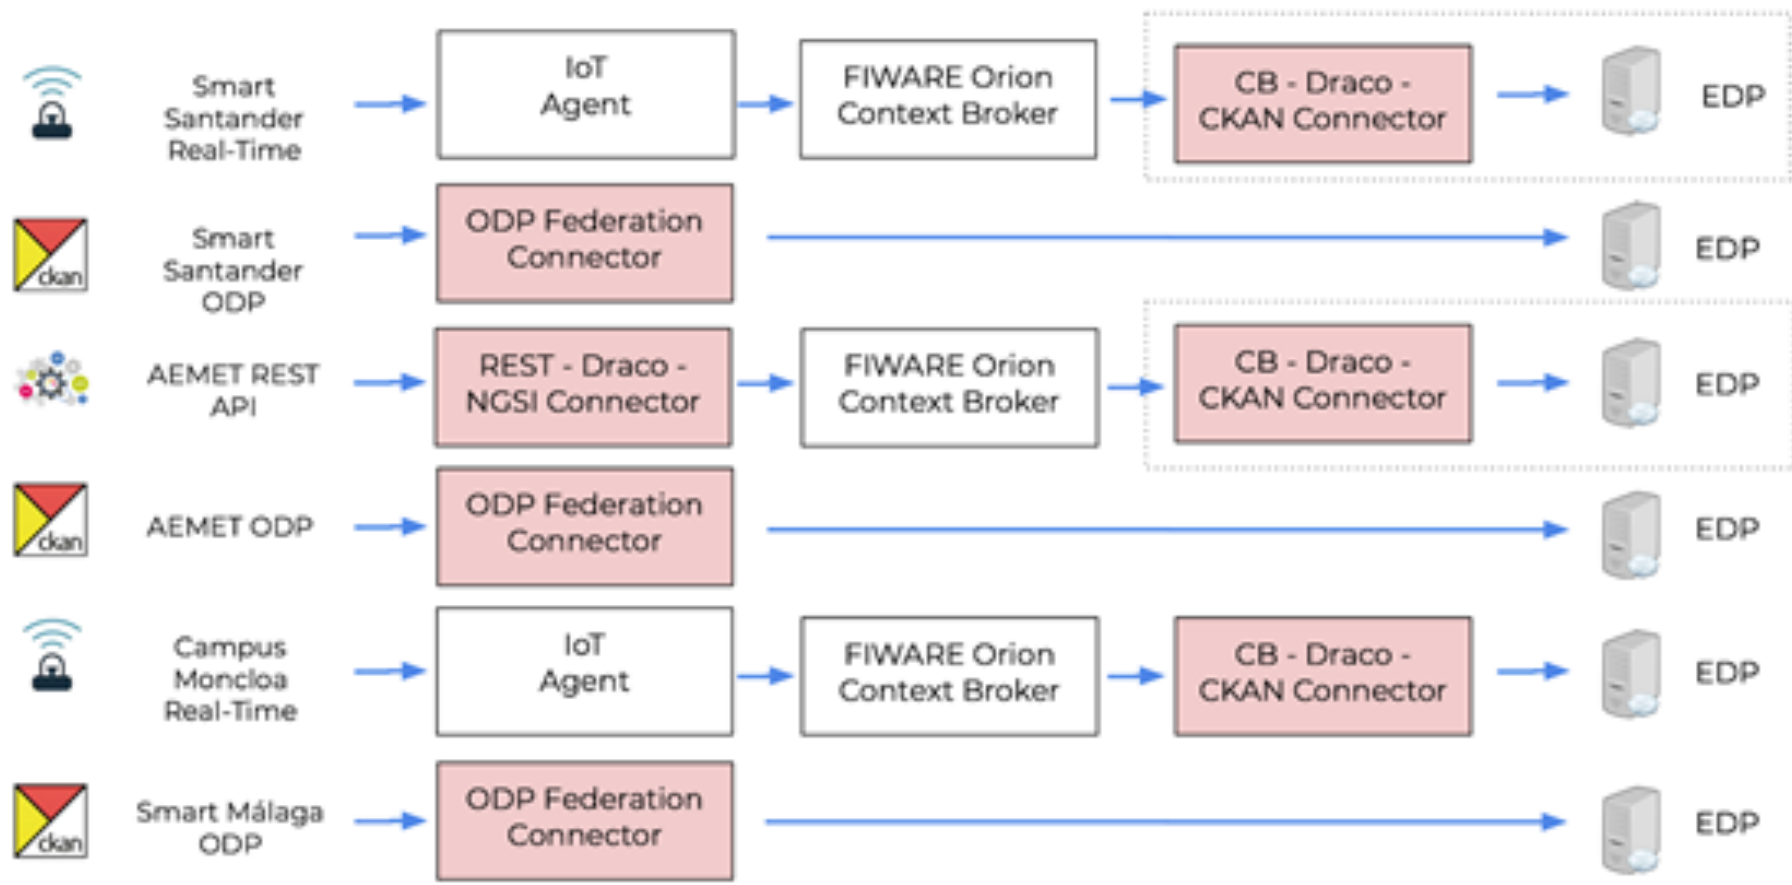 Smart
Santander
Real-Time
IoT
Agent
FIWARE Orion
Context Broker
CB - Draco -
CKAN Connector
EDP
ckan
Smart
Santander
ODP
ODP Federation
Connector
EDP
AEMET REST
API
REST - Draco -
NGSI Connector
FIWARE Orion
Context Broker
CB - Draco -
CKAN Connector
EDP
ckan
AEMET ODP
ODP Federation
Connector
EDP
Campus
Moncloa
Real-Time
IoT
Agent
FIWARE Orion
Context Broker
CB - Draco -
CKAN Connector
EDP
ckan
Smart Málaga
ODP
ODP Federation
Connector
EDP